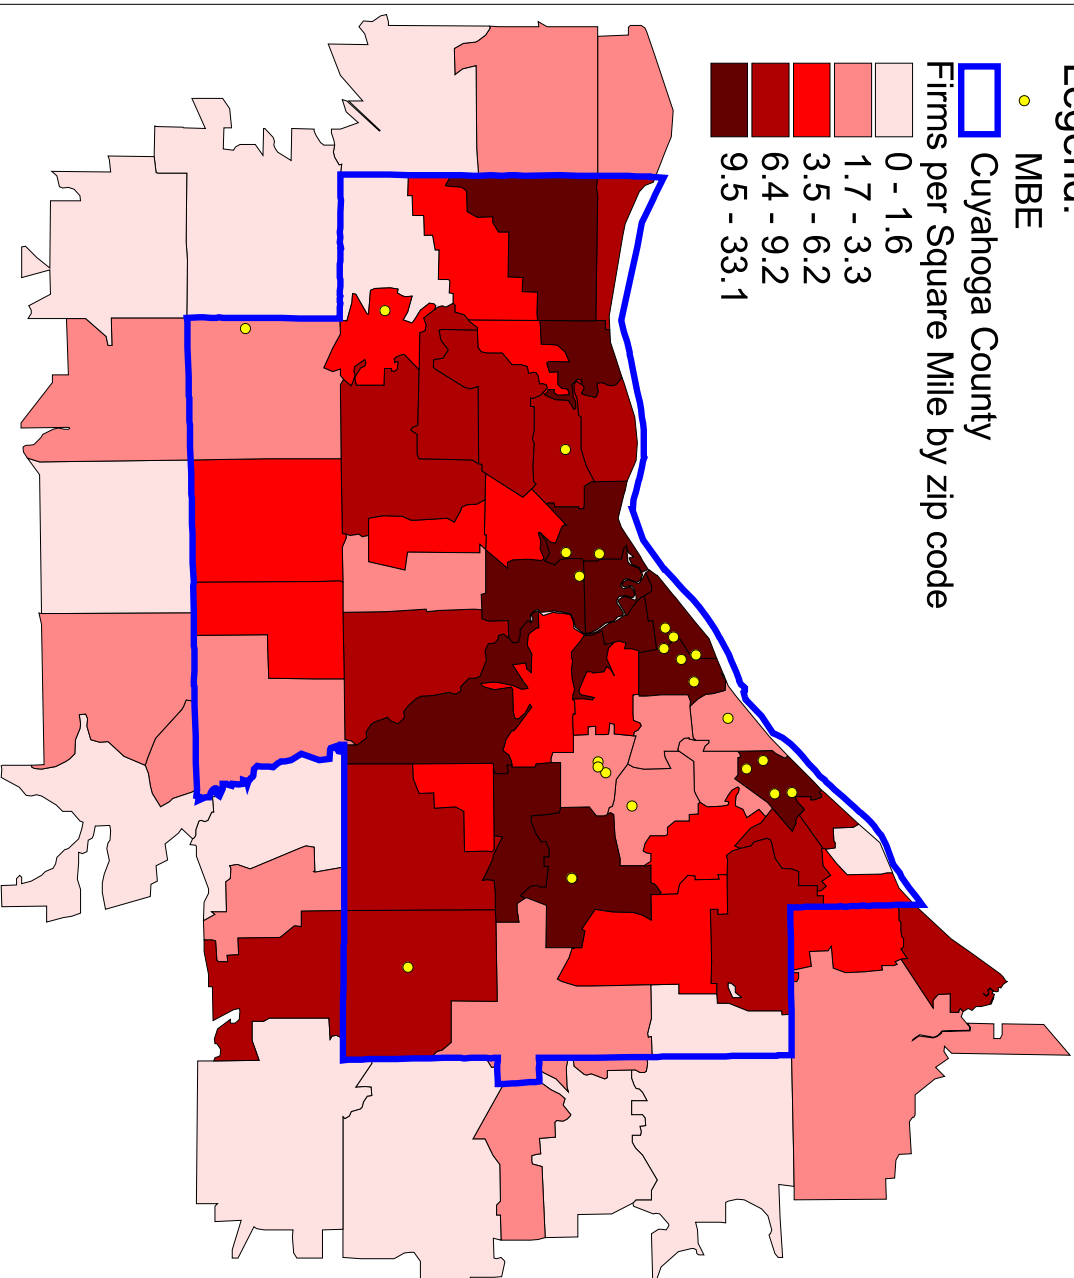 Legend:
MBE
Cuyahoga County
Firms per Square Mile by zip code
0 - 1.6
1.7 - 3.3
3.5 - 6.2
6.4 - 9.2
9.5 - 33.1